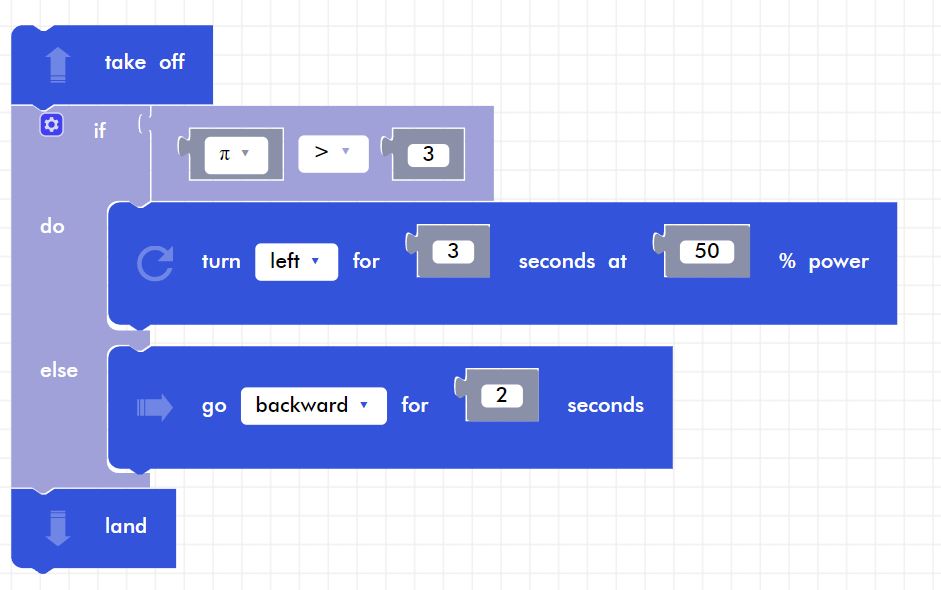 take off
if π > 3
do
turn left for 3 seconds at 50 % power
else
go backward for 2 seconds
land